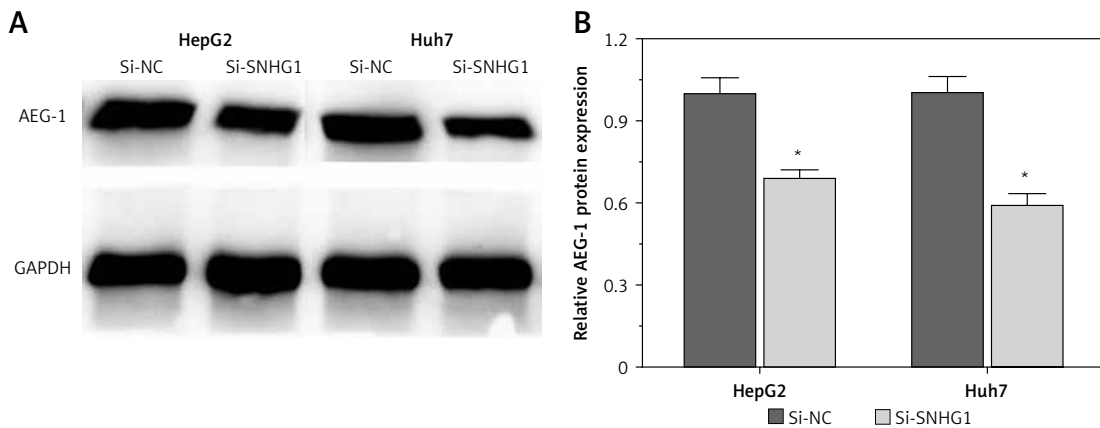 A
HepG2 Huh7
Si-NC Si-SNHG1 Si-NC Si-SNHG1
AEG-1
GAPDH
B
Relative AEG-1 protein expression
1.2
0.9
0.6
0.3
0
* *
HepG2 Huh7
Si-NC Si-SNHG1